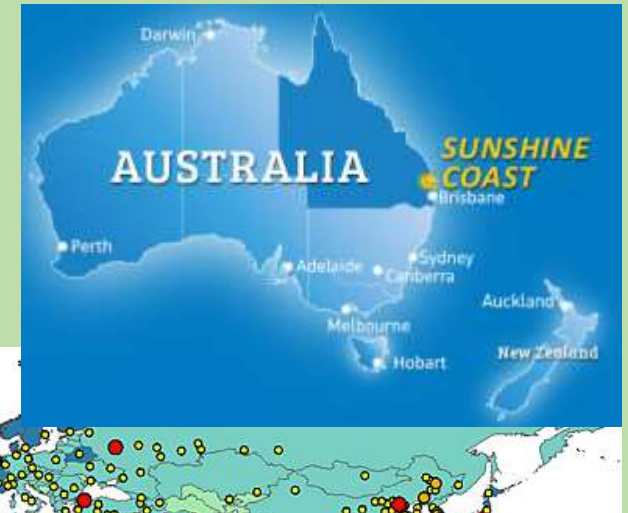 Darwin
AUSTRALIA
SUNSHINE
COAST
Brisbane
Perth
Adelaide
Sydney
Canberra
Auckland
Melbourne
New Zealand
Hobart